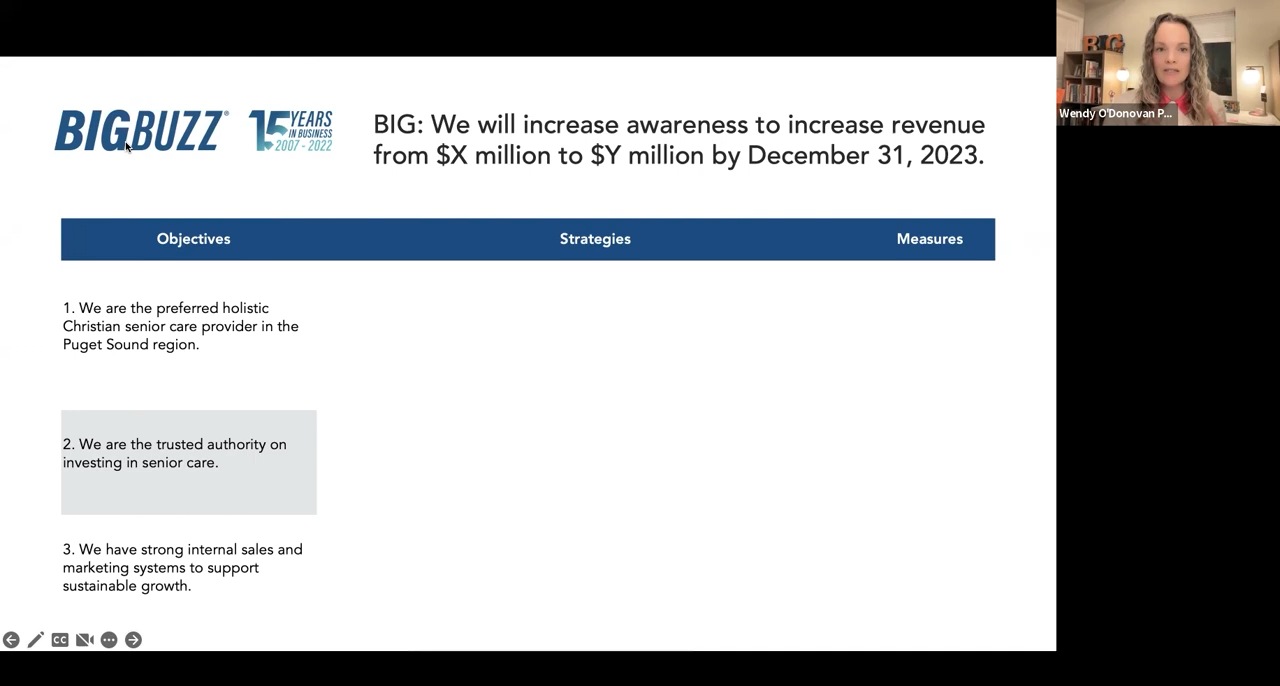 BIGBUZZ®
15 YEARS
IN BUSINESS
2007 - 2022
BIG: We will increase awareness to increase revenue
from $X million to $Y million by December 31, 2023.
Objectives
Strategies
Measures
1. We are the preferred holistic
Christian senior care provider in the
Puget Sound region.
2. We are the trusted authority on
investing in senior care.
3. We have strong internal sales and
marketing systems to support
sustainable growth.
CC
BIG
Wendy O'Donovan P...